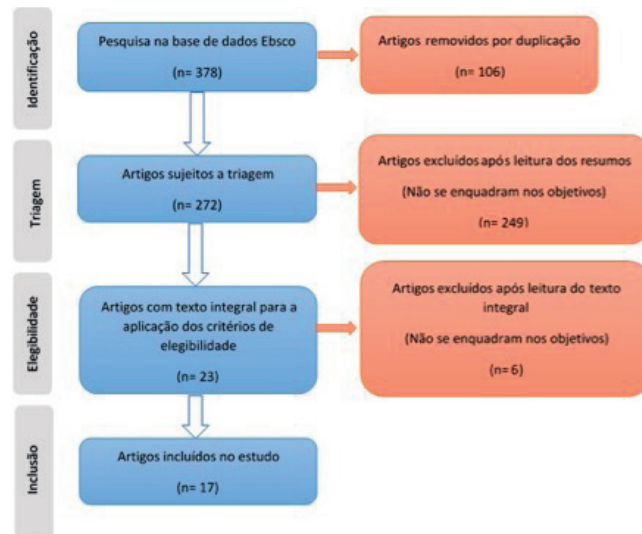 Identificação
Pesquisa na base de dados Ebsco
(n= 378)
Artigos removidos por duplicação
(n= 106)
Triagem
Artigos sujeitos a triagem
(n= 272)
Artigos excluídos após leitura dos resumos
(Não se enquadram nos objetivos)
n= 249)
Elegibilidade
Artigos com texto integral para a
aplicação dos critérios de
elegibilidade
(n= 23)
Artigos excluídos após leitura do texto
integral
(Não se enquadram nos objetivos)
(n= 6)
Inclusão
Artigos incluídos no estudo
(n= 17)